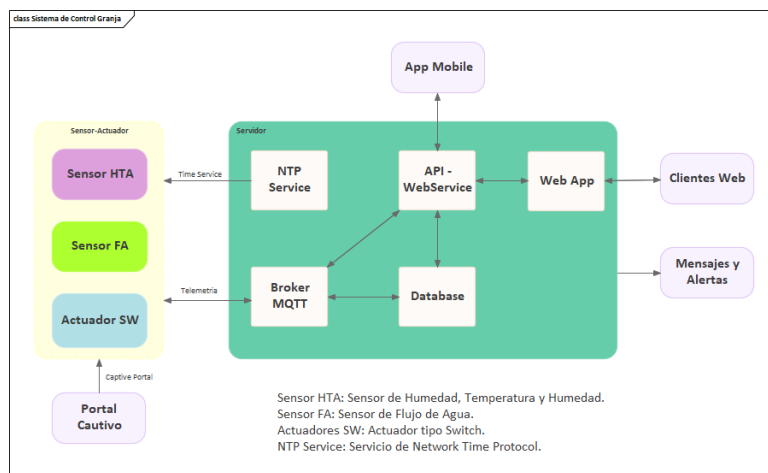 class Sistema de Control Granja
App Mobile
Sensor-Actuador
Servidor
Sensor HTA
Time Service
NTP
Service
API -
WebService
Web App
Clientes Web
Sensor FA
Mensajes y
Alertas
Telemetria
Actuador SW
Broker
MQTT
Database
Captive Portal
Portal
Cautivo
Sensor HTA: Sensor de Humedad, Temperatura y Humedad.
Sensor FA: Sensor de Flujo de Agua.
Actuadores SW: Actuador tipo Switch.
NTP Service: Servicio de Network Time Protocol.